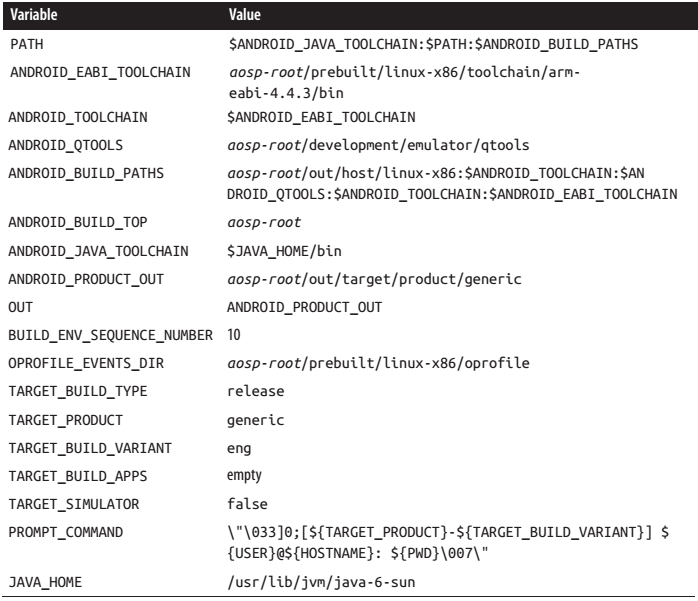 Variable Value
PATH $ANDROID_JAVA_TOOLCHAIN:$PATH:$ANDROID_BUILD_PATHS
ANDROID_EABI_TOOLCHAIN aosp-root/prebuilt/linux-x86/toolchain/arm-
eabi-4.4.3/bin
ANDROID_TOOLCHAIN $ANDROID_EABI_TOOLCHAIN
ANDROID_QTOOLS aosp-root/development/emulator/qtools
ANDROID_BUILD_PATHS aosp-root/out/host/linux-x86:$ANDROID_TOOLCHAIN:$AN
DROID_QTOOLS:$ANDROID_TOOLCHAIN:$ANDROID_EABI_TOOLCHAIN
ANDROID_BUILD_TOP aosp-root
ANDROID_JAVA_TOOLCHAIN $JAVA_HOME/bin
ANDROID_PRODUCT_OUT aosp-root/out/target/product/generic
OUT ANDROID_PRODUCT_OUT
BUILD_ENV_SEQUENCE_NUMBER 10
OPROFILE_EVENTS_DIR aosp-root/prebuilt/linux-x86/oprofile
TARGET_BUILD_TYPE release
TARGET_PRODUCT generic
TARGET_BUILD_VARIANT eng
TARGET_BUILD_APPS empty
TARGET_SIMULATOR false
PROMPT_COMMAND \"\033]0;[${TARGET_PRODUCT}-${TARGET_BUILD_VARIANT}] $
{USER}@${HOSTNAME}: ${PWD}\007\"
JAVA_HOME /usr/lib/jvm/java-6-sun